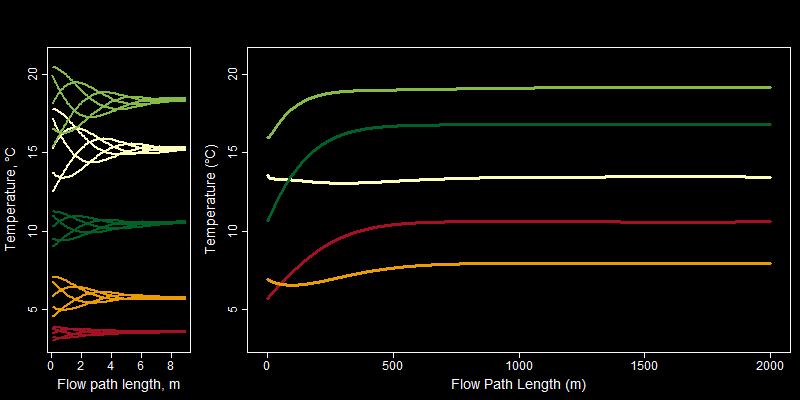 Temperature, °C
20
15
10
5
0 2 4 6 8
Flow path length, m
Temperature (°C)
20
15
10
5
0 500 1000 1500 2000
Flow Path Length (m)